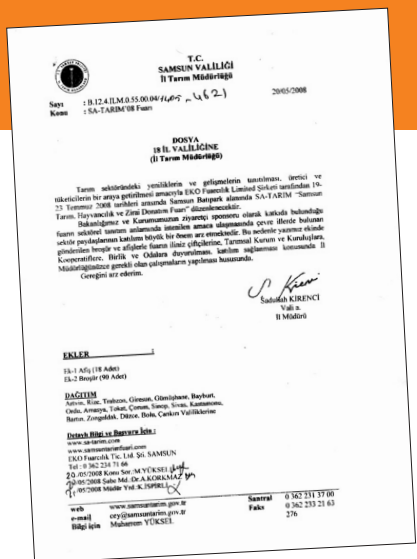 T.C.
SAMSUN VALİLİĞİ
İl Tarım Müdürlüğü
Sayı : B.12.4.İLM.0.55.00.04/ - 4621 20/05/2008
Konu : SA-TARIM'08 Fuarı
DOSYA
18 İL VALİLİĞİNE
(İl Tarım Müdürlüğü)
Tarım sektöründeki yeniliklerin ve gelişmelerin tanıtılması, üretici ve
tüketicilerin bir araya getirilmesi amacıyla EKO Fuarcılık Limited Şirketi tarafından 19-
23 Temmuz 2008 tarihleri arasında Samsun Batıpark alanında SA-TARIM "Samsun
Tarım, Hayvancılık ve Zirai Donatım Fuarı" düzenlenecektir.
Bakanlığımız ve Kurumumuzun ziyaretçi sponsoru olarak katkıda bulunduğu
fuarın sektörel tanıtım anlamında istenilen amaca ulaşmasında çevre illerde bulunan
sektör paydaşlarının katılımı büyük bir önem arz etmektedir. Bu nedenle yazımız ekinde
gönderilen broşür ve afişlerle fuarın iliniz çiftçilerine, Tarımsal Kurum ve Kuruluşlara,
Kooperatiflere, Birlik ve Odalara duyurulması, katılım sağlanması konusunda İl
Müdürlüğünüzce gerekli olan çalışmaların yapılması hususunda.
Gereğini arz ederim.
Sadullah KİRENCİ
Vali a.
İl Müdürü
EKLER :
Ek-1 Afiş (18 Adet)
Ek-2 Broşür (90 Adet)
DAĞITIM
Artvin, Rize, Trabzon, Giresun, Gümüşhane, Bayburt,
Ordu, Amasya, Tokat, Çorum, Sinop, Sivas, Kastamonu,
Bartın, Zonguldak, Düzce, Bolu, Çankırı Valiliklerine
Detaylı Bilgi ve Başvuru İçin :
www.sa-tarim.com
www.samsuntarimfuari.com
EKO Fuarcılık Tic. Ltd. Şti. SAMSUN
Tel : 0 362 234 71 66
20/05/2008 Konu Sor.:M.YÜKSEL
/05/2008 Şube Md.:Dr.A.KORKMAZ
/05/2008 Müdür Yrd.:K.İSPİRLİ
web www.samsuntarim.gov.tr Santral 0 362 231 37 00
e-mail cey@samsuntarim.gov.tr Faks 0 362 233 21 63
Bilgi için Muharrem YÜKSEL 276